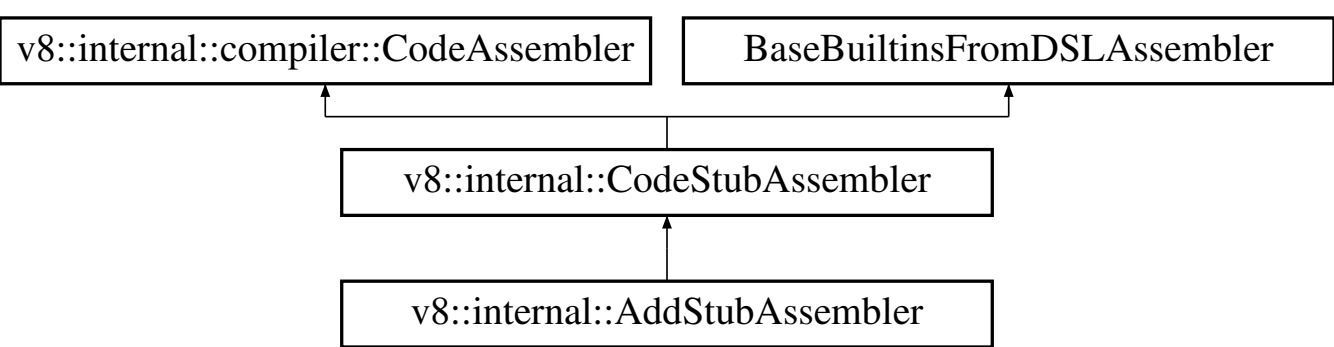 v8::internal::compiler::CodeAssembler
BaseBuiltinsFromDSLAssembler
v8::internal::CodeStubAssembler
v8::internal::AddStubAssembler